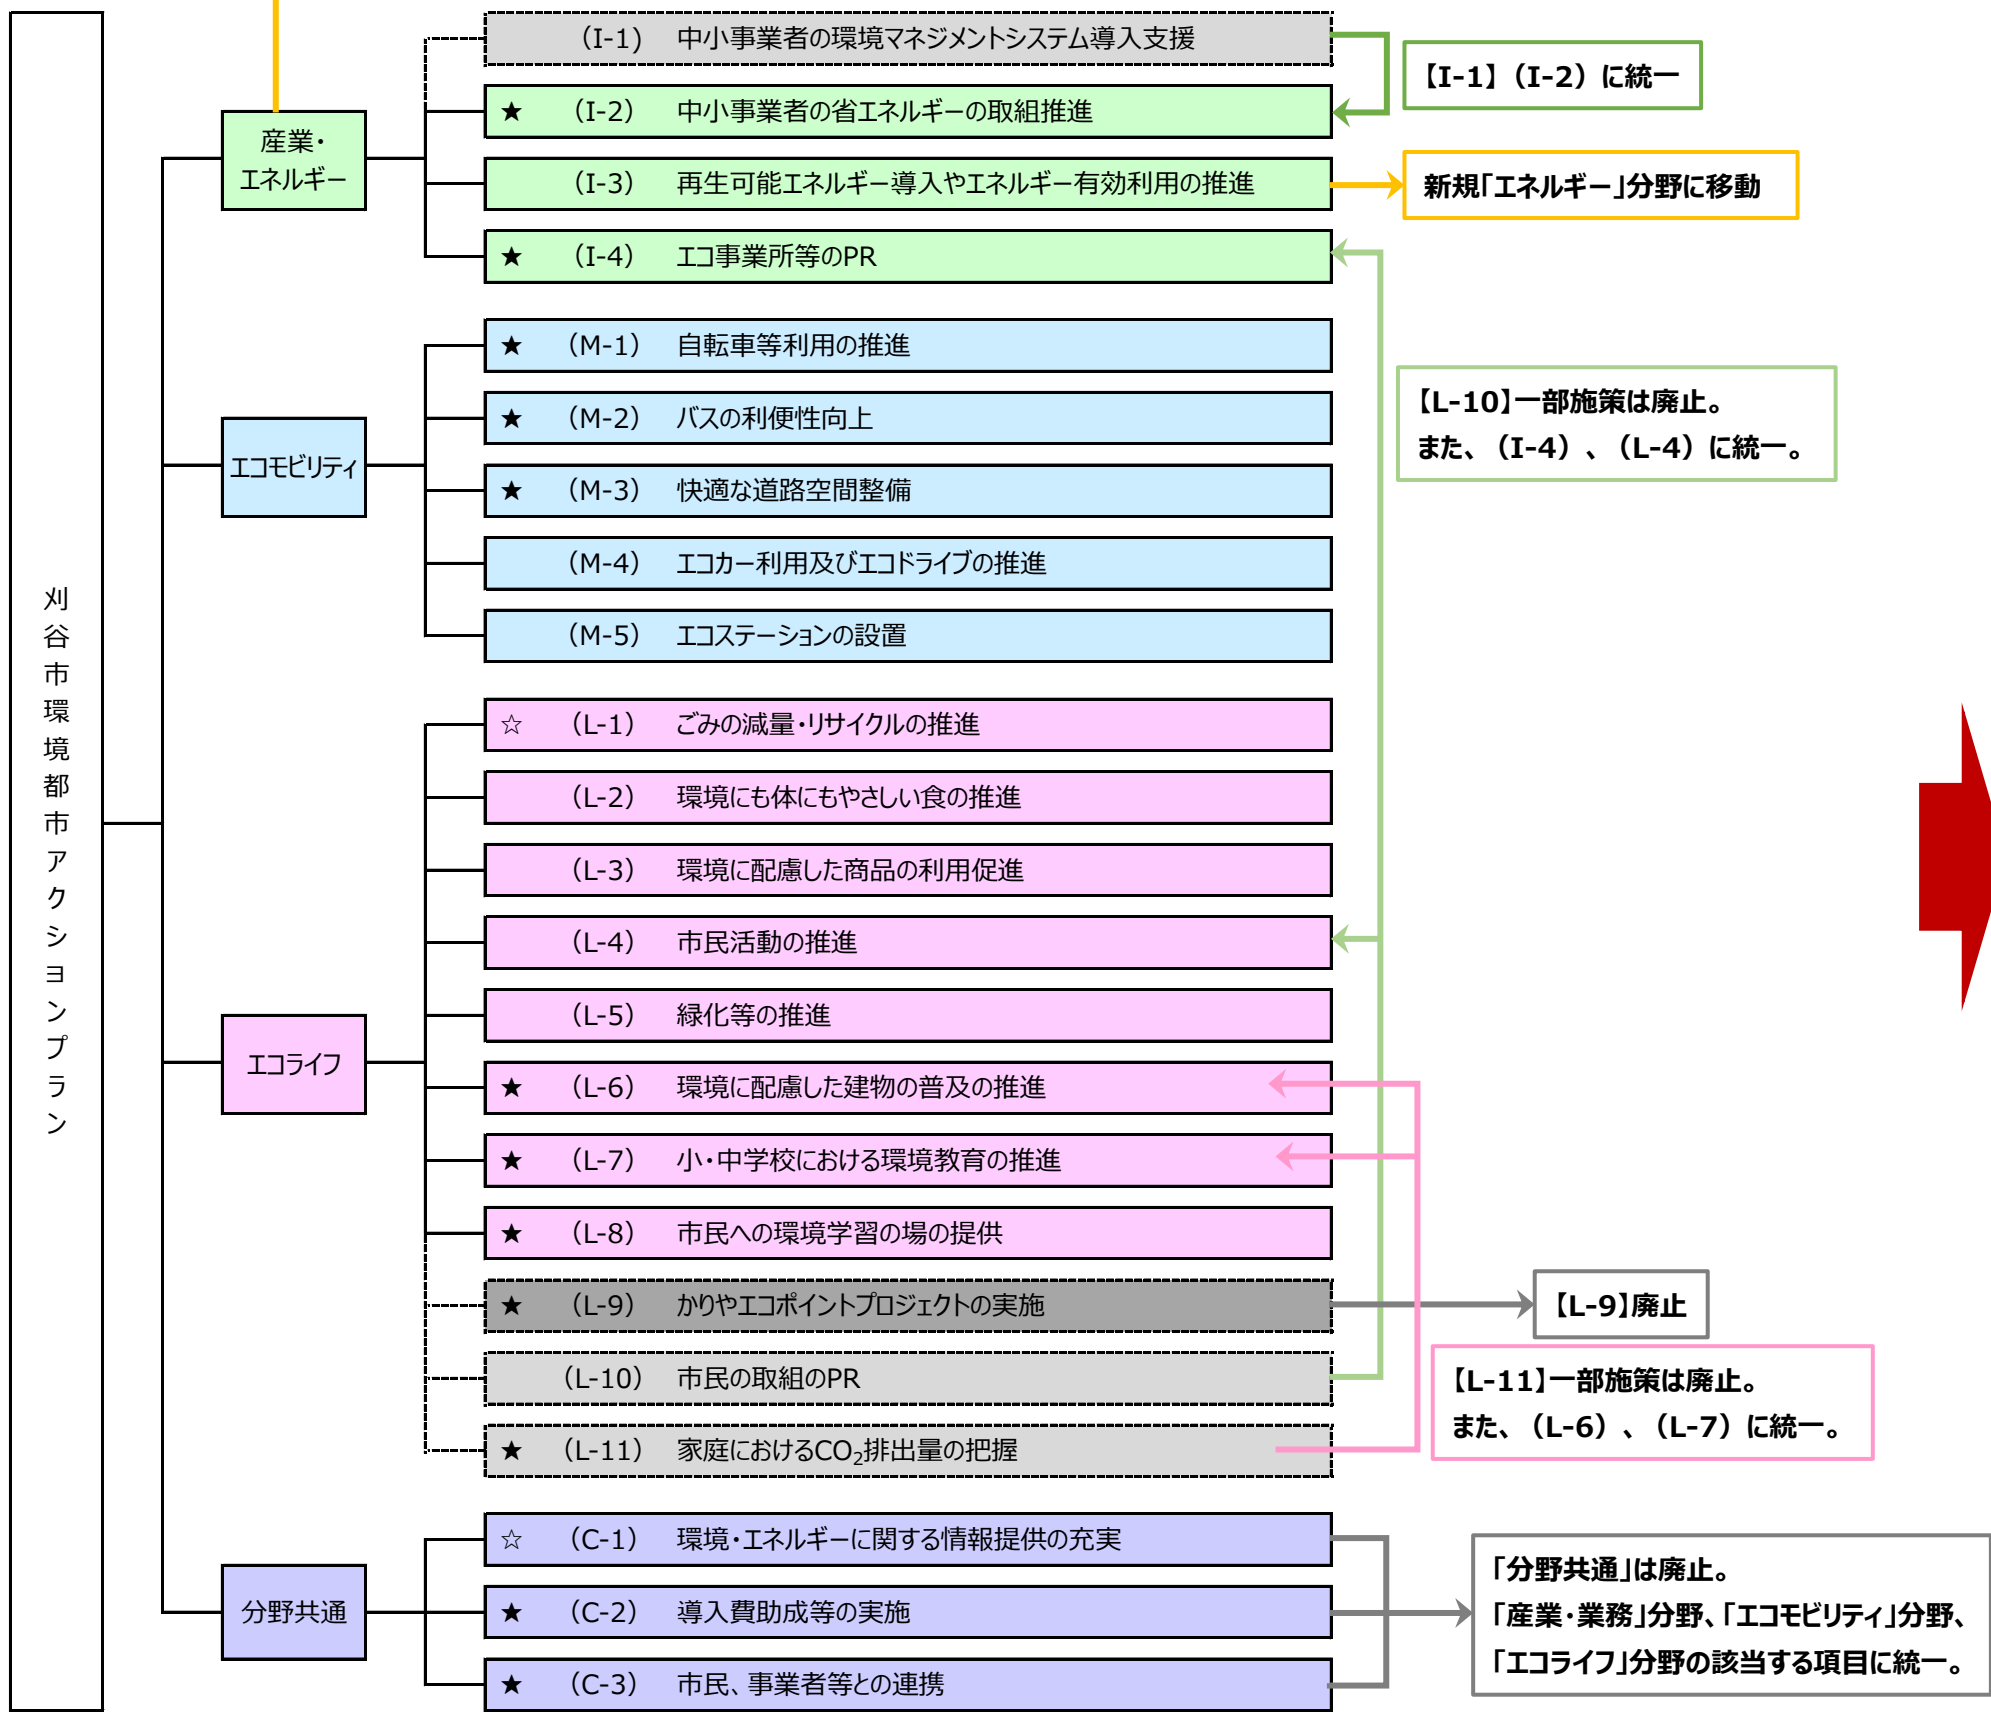 刈谷市環境都市アクションプラン
産業・
エネルギー
（I-1） 中小事業者の環境マネジメントシステム導入支援
★ （I-2） 中小事業者の省エネルギーの取組推進
（I-3） 再生可能エネルギー導入やエネルギー有効利用の推進
★ （I-4） エコ事業所等のPR
【I-1】（I-2）に統一
新規「エネルギー」分野に移動
エコモビリティ
★ （M-1） 自転車等利用の推進
★ （M-2） バスの利便性向上
★ （M-3） 快適な道路空間整備
（M-4） エコカー利用及びエコドライブの推進
（M-5） エコステーションの設置
【L-10】一部施策は廃止。
また、（I-4）、（L-4）に統一。
エコライフ
☆ （L-1） ごみの減量・リサイクルの推進
（L-2） 環境にも体にもやさしい食の推進
（L-3） 環境に配慮した商品の利用促進
（L-4） 市民活動の推進
（L-5） 緑化等の推進
★ （L-6） 環境に配慮した建物の普及の推進
★ （L-7） 小・中学校における環境教育の推進
★ （L-8） 市民への環境学習の場の提供
★ （L-9） かりやエコポイントプロジェクトの実施
（L-10） 市民の取組のPR
★ （L-11） 家庭におけるCO₂排出量の把握
【L-9】廃止
【L-11】一部施策は廃止。
また、（L-6）、（L-7）に統一。
分野共通
☆ （C-1） 環境・エネルギーに関する情報提供の充実
★ （C-2） 導入費助成等の実施
★ （C-3） 市民、事業者等との連携
「分野共通」は廃止。
「産業・業務」分野、「エコモビリティ」分野、
「エコライフ」分野の該当する項目に統一。